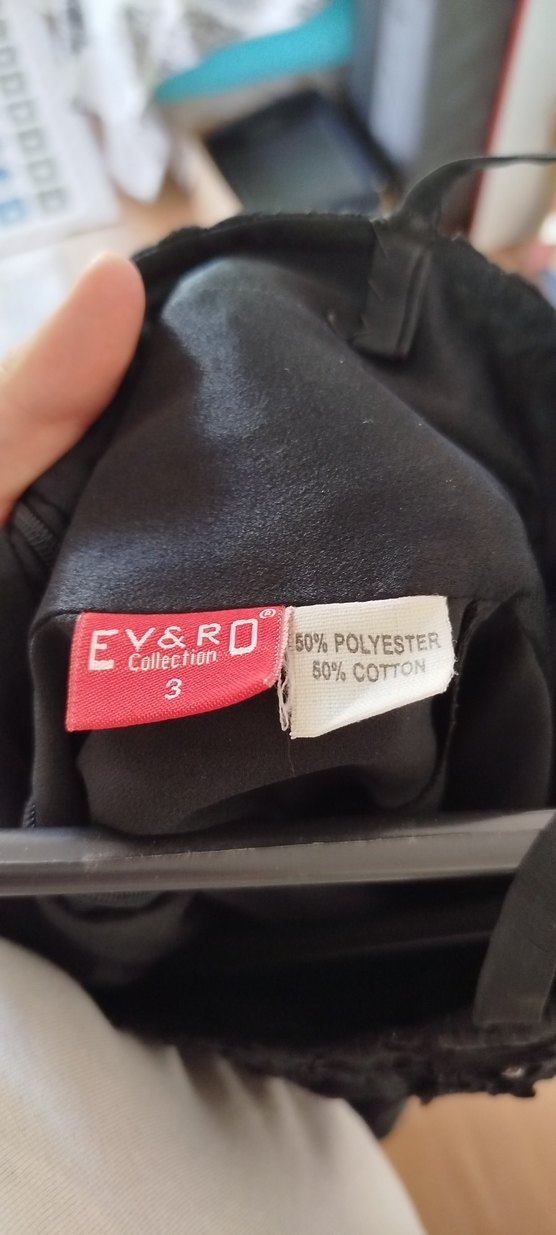 EV&RO®
Collection
3
50% POLYESTER
50% COTTON